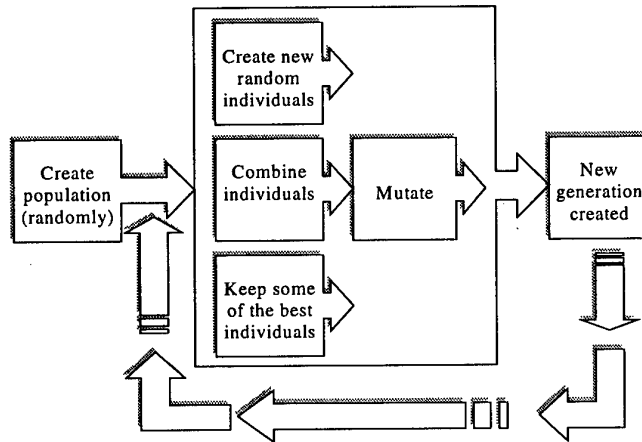 Create new
random
individuals
Create
population
(randomly)
Combine
individuals
Mutate
New
generation
created
Keep some
of the best
individuals